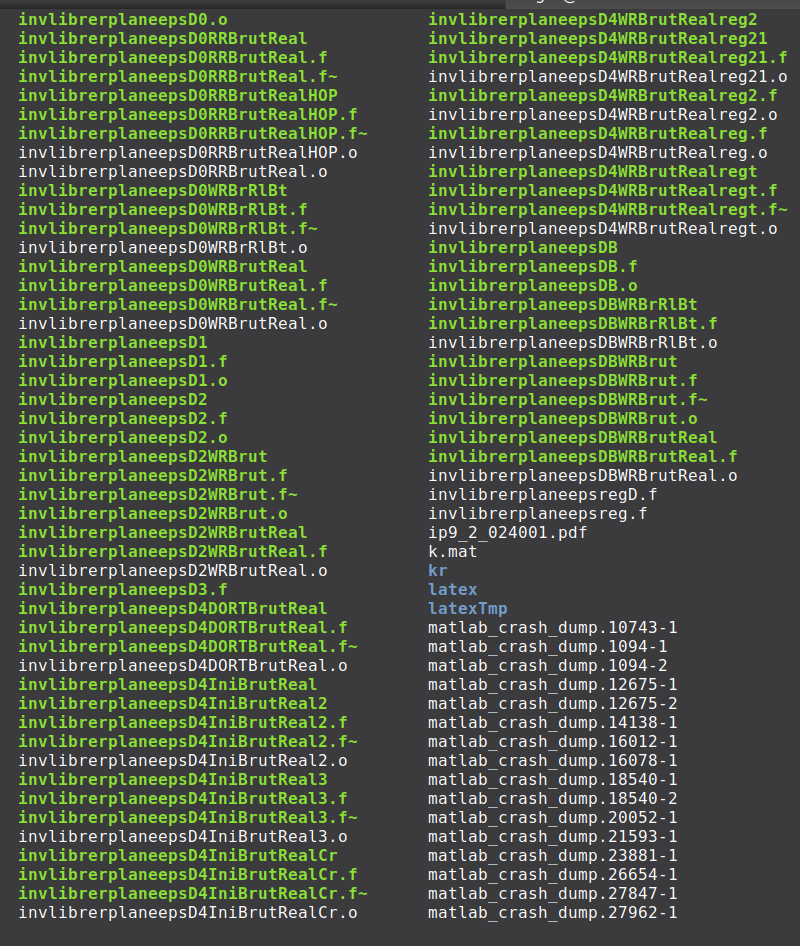 invlibrerplaneepsD0.o
invlibrerplaneepsD0RRBrutReal
invlibrerplaneepsD0RRBrutReal.f
invlibrerplaneepsD0RRBrutReal.f~
invlibrerplaneepsD0RRBrutRealHOP
invlibrerplaneepsD0RRBrutRealHOP.f
invlibrerplaneepsD0RRBrutRealHOP.f~
invlibrerplaneepsD0RRBrutRealHOP.o
invlibrerplaneepsD0RRBrutReal.o
invlibrerplaneepsD0WRBrRlBt
invlibrerplaneepsD0WRBrRlBt.f
invlibrerplaneepsD0WRBrRlBt.f~
invlibrerplaneepsD0WRBrRlBt.o
invlibrerplaneepsD0WRBrutReal
invlibrerplaneepsD0WRBrutReal.f
invlibrerplaneepsD0WRBrutReal.f~
invlibrerplaneepsD0WRBrutReal.o
invlibrerplaneepsD1
invlibrerplaneepsD1.f
invlibrerplaneepsD1.o
invlibrerplaneepsD2
invlibrerplaneepsD2.f
invlibrerplaneepsD2.o
invlibrerplaneepsD2WRBrut
invlibrerplaneepsD2WRBrut.f
invlibrerplaneepsD2WRBrut.f~
invlibrerplaneepsD2WRBrut.o
invlibrerplaneepsD2WRBrutReal
invlibrerplaneepsD2WRBrutReal.f
invlibrerplaneepsD2WRBrutReal.o
invlibrerplaneepsD3.f
invlibrerplaneepsD4DORTBrutReal
invlibrerplaneepsD4DORTBrutReal.f
invlibrerplaneepsD4DORTBrutReal.f~
invlibrerplaneepsD4DORTBrutReal.o
invlibrerplaneepsD4IniBrutReal
invlibrerplaneepsD4IniBrutReal2
invlibrerplaneepsD4IniBrutReal2.f
invlibrerplaneepsD4IniBrutReal2.f~
invlibrerplaneepsD4IniBrutReal2.o
invlibrerplaneepsD4IniBrutReal3
invlibrerplaneepsD4IniBrutReal3.f
invlibrerplaneepsD4IniBrutReal3.f~
invlibrerplaneepsD4IniBrutReal3.o
invlibrerplaneepsD4IniBrutRealCr
invlibrerplaneepsD4IniBrutRealCr.f
invlibrerplaneepsD4IniBrutRealCr.f~
invlibrerplaneepsD4IniBrutRealCr.o
invlibrerplaneepsD4WRBrutRealreg2
invlibrerplaneepsD4WRBrutRealreg21
invlibrerplaneepsD4WRBrutRealreg21.f
invlibrerplaneepsD4WRBrutRealreg21.o
invlibrerplaneepsD4WRBrutRealreg2.f
invlibrerplaneepsD4WRBrutRealreg2.o
invlibrerplaneepsD4WRBrutRealreg.f
invlibrerplaneepsD4WRBrutRealreg.o
invlibrerplaneepsD4WRBrutRealregt
invlibrerplaneepsD4WRBrutRealregt.f
invlibrerplaneepsD4WRBrutRealregt.f~
invlibrerplaneepsD4WRBrutRealregt.o
invlibrerplaneepsDB
invlibrerplaneepsDB.f
invlibrerplaneepsDB.o
invlibrerplaneepsDBWRBrRlBt
invlibrerplaneepsDBWRBrRlBt.f
invlibrerplaneepsDBWRBrRlBt.o
invlibrerplaneepsDBWRBrut
invlibrerplaneepsDBWRBrut.f
invlibrerplaneepsDBWRBrut.f~
invlibrerplaneepsDBWRBrut.o
invlibrerplaneepsDBWRBrutReal
invlibrerplaneepsDBWRBrutReal.f
invlibrerplaneepsDBWRBrutReal.o
invlibrerplaneepsregD.f
invlibrerplaneepsreg.f
ip9_2_024001.pdf
k.mat
kr
latex
latexTmp
matlab_crash_dump.10743-1
matlab_crash_dump.1094-1
matlab_crash_dump.1094-2
matlab_crash_dump.12675-1
matlab_crash_dump.12675-2
matlab_crash_dump.14138-1
matlab_crash_dump.16012-1
matlab_crash_dump.16078-1
matlab_crash_dump.18540-1
matlab_crash_dump.18540-2
matlab_crash_dump.20052-1
matlab_crash_dump.21593-1
matlab_crash_dump.23881-1
matlab_crash_dump.26654-1
matlab_crash_dump.27847-1
matlab_crash_dump.27962-1